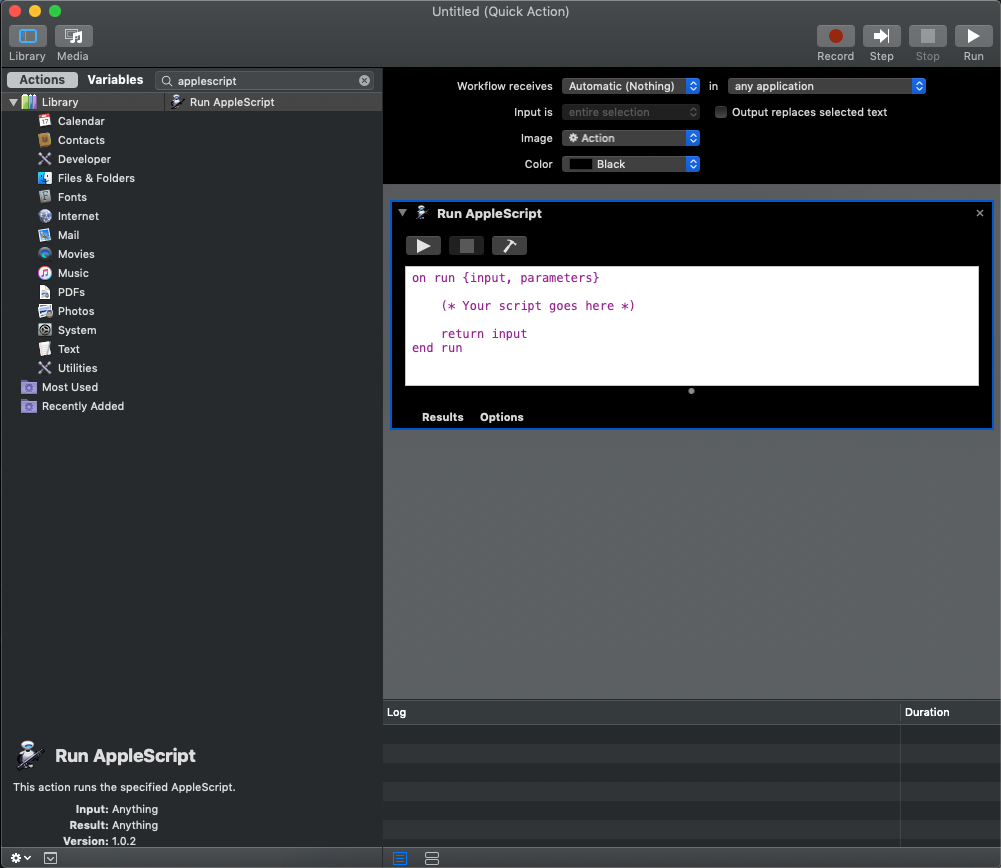 Untitled (Quick Action)
Library Media Record Step Stop Run
Actions Variables applescript
Library
Calendar
Contacts
Developer
Files & Folders
Fonts
Internet
Mail
Movies
Music
PDFs
Photos
System
Text
Utilities
Most Used
Recently Added
Run AppleScript
Workflow receives Automatic (Nothing) in any application
Input is entire selection Output replaces selected text
Image Action
Color Black
Run AppleScript
on run {input, parameters}
(* Your script goes here *)
return input
end run
Results Options
Log Duration
Run AppleScript
This action runs the specified AppleScript.
Input: Anything
Result: Anything
Version: 1.0.2